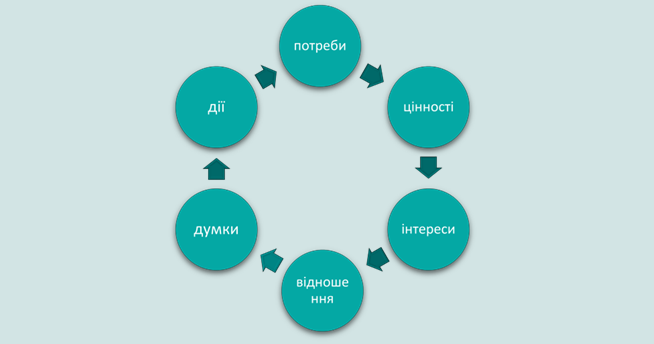 потреби
цінності
інтереси
відноше
ння
думки
дії